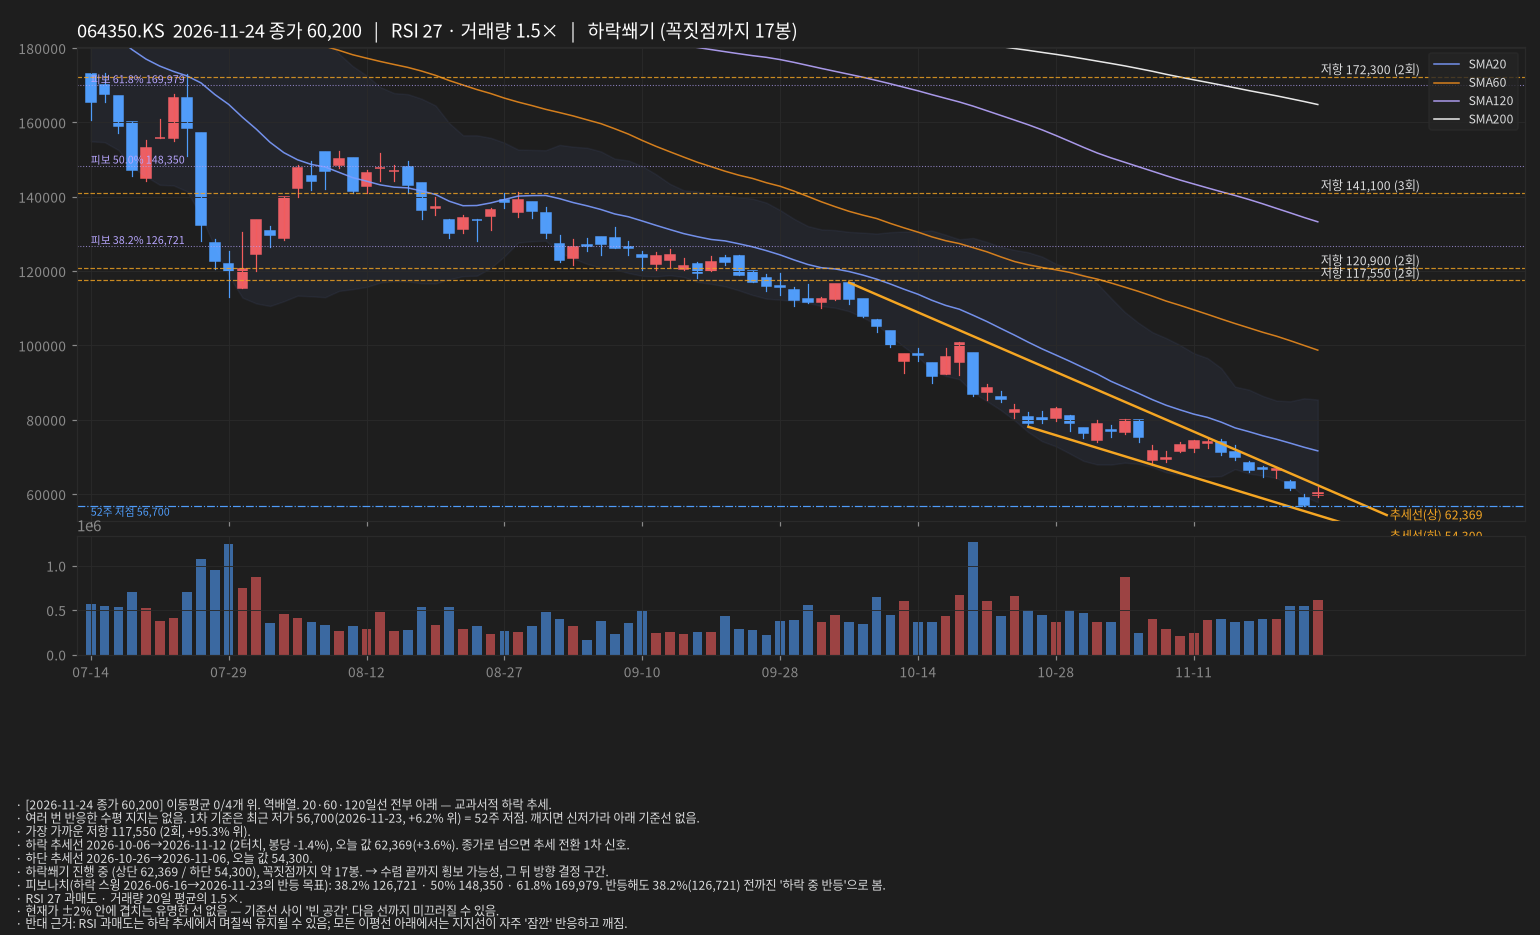 064350.KS 2026-11-24 종가 60,200 | RSI 27 · 거래량 1.5× | 하락쐐기 (꼭짓점까지 17봉)
180000
160000
140000
120000
100000
80000
60000
피보 61.8% 169,979
피보 50.0% 148,350
피보 38.2% 126,721
52주 저점 56,700
저항 172,300 (2회)
저항 141,100 (3회)
저항 120,900 (2회)
저항 117,550 (2회)
SMA20
SMA60
SMA120
SMA200
추세선(상) 62,369
추세선(하) 54,300
1e6
1.0
0.5
0.0
07-14 07-29 08-12 08-27 09-10 09-28 10-14 10-28 11-11
· [2026-11-24 종가 60,200] 이동평균 0/4개 위. 역배열. 20·60·120일선 전부 아래 — 교과서적 하락 추세.
· 여러 번 반응한 수평 지지는 없음. 1차 기준은 최근 저가 56,700(2026-11-23, +6.2% 위) = 52주 저점. 깨지면 신저가라 아래 기준선 없음.
· 가장 가까운 저항 117,550 (2회, +95.3% 위).
· 하락 추세선 2026-10-06→2026-11-12 (2터치, 봉당 -1.4%), 오늘 값 62,369(+3.6%). 종가로 넘으면 추세 전환 1차 신호.
· 하단 추세선 2026-10-26→2026-11-06, 오늘 값 54,300.
· 하락쐐기 진행 중 (상단 62,369 / 하단 54,300), 꼭짓점까지 약 17봉. → 수렴 끝까지 횡보 가능성, 그 뒤 방향 결정 구간.
· 피보나치(하락 스윙 2026-06-16→2026-11-23의 반등 목표): 38.2% 126,721 · 50% 148,350 · 61.8% 169,979. 반등해도 38.2%(126,721) 전까진 '하락 중 반등'으로 봄.
· RSI 27 과매도 · 거래량 20일 평균의 1.5×.
· 현재가 ±2% 안에 겹치는 유명한 선 없음 — 기준선 사이 '빈 공간'. 다음 선까지 미끄러질 수 있음.
· 반대 근거: RSI 과매도는 하락 추세에서 며칠씩 유지될 수 있음; 모든 이평선 아래에서는 지지선이 자주 '잠깐' 반응하고 깨짐.